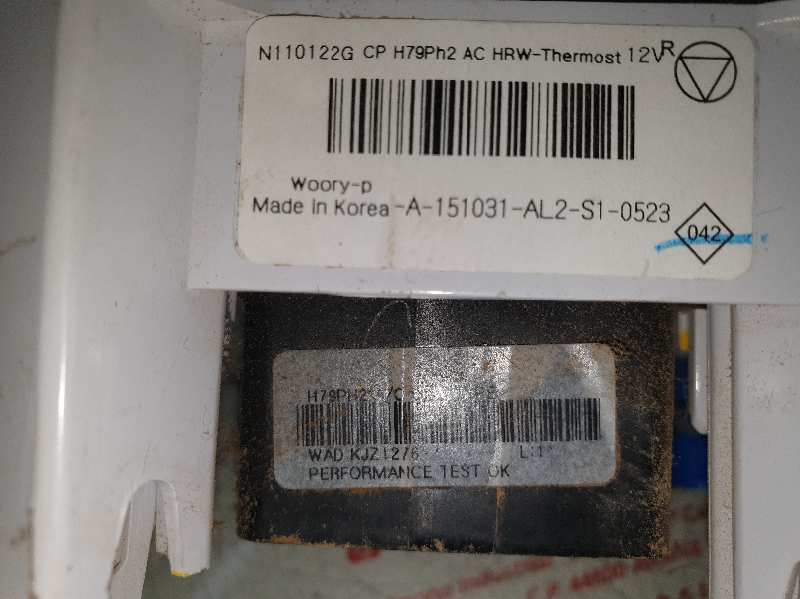 N110122G CP H79Ph2 AC HRW-Thermost 12V R
Woory-p
Made in Korea -A-151031-AL2-S1-0523
042
H79PH2
WAD KJZ1276 L:1
PERFORMANCE TEST OK